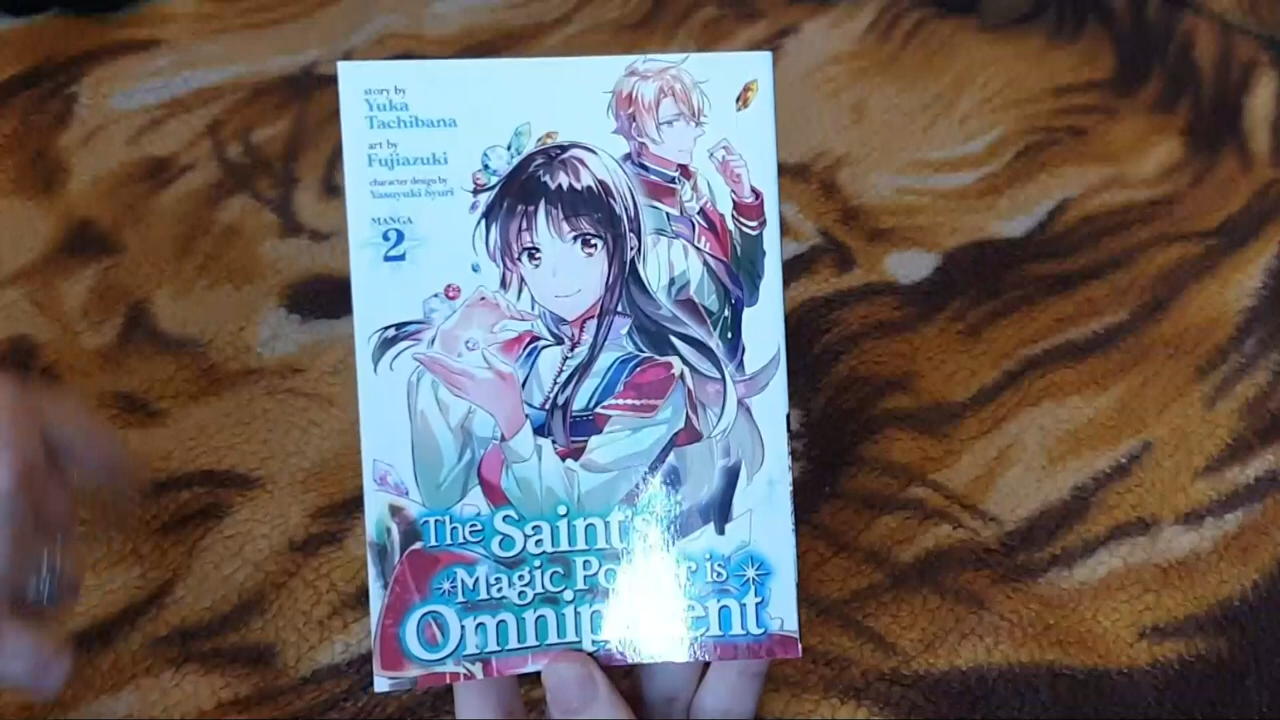 story by
Yuka
Tachibana
art by
Fujiazuki
character design by
Yasuyuki Syuri
MANGA
2
The Saint's
Magic Power is
Omnipotent